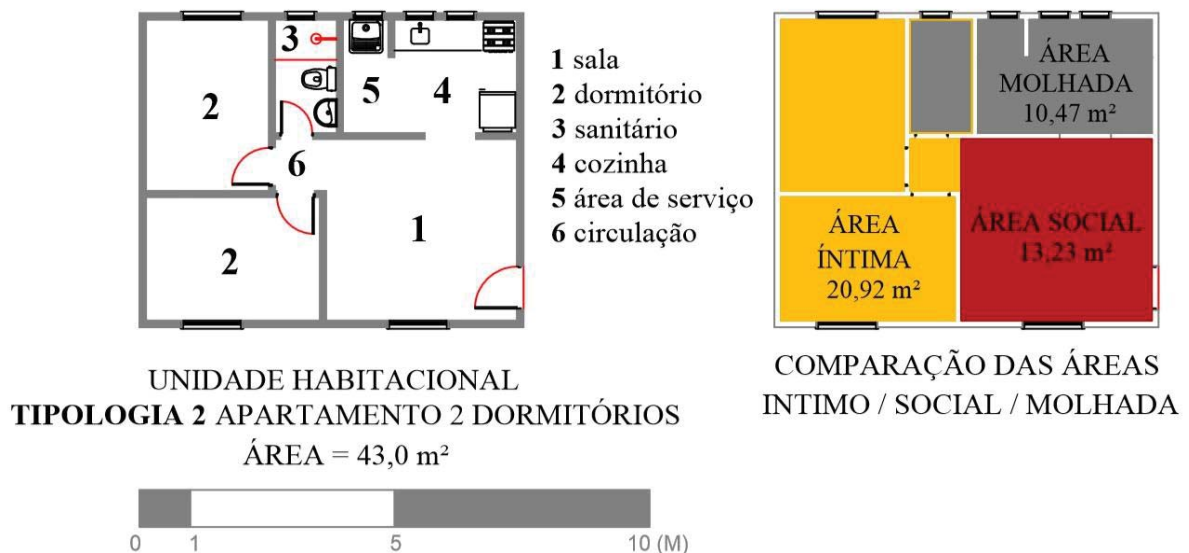 3
2
5
4
6
1
2
1 sala
2 dormitório
3 sanitário
4 cozinha
5 área de serviço
6 circulação
UNIDADE HABITACIONAL
TIPOLOGIA 2 APARTAMENTO 2 DORMITÓRIOS
ÁREA = 43,0 m²
0 1 5 10 (M)
ÁREA
MOLHADA
10,47 m²
ÁREA SOCIAL
13,23 m²
ÁREA
ÍNTIMA
20,92 m²
COMPARAÇÃO DAS ÁREAS
INTIMO / SOCIAL / MOLHADA